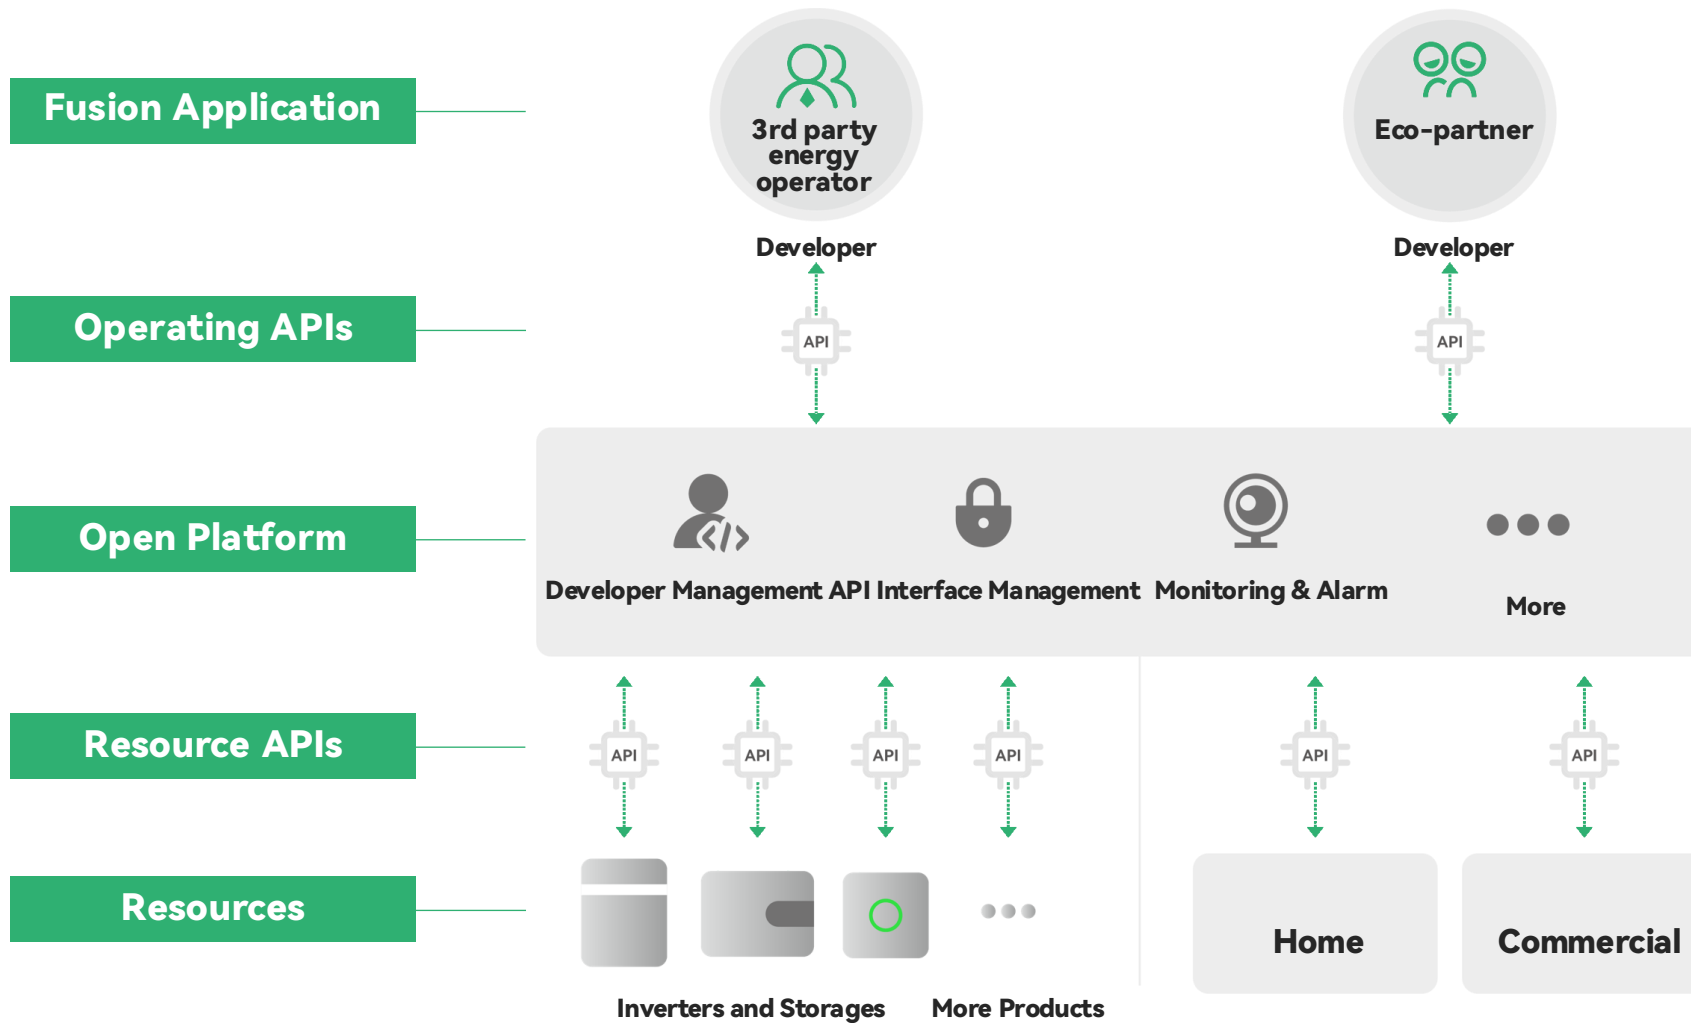 Fusion Application
3rd party
energy
operator
Eco-partner
Developer
Developer
Operating APIs
API
API
Open Platform
</>
Developer Management
API Interface Management
Monitoring & Alarm
More
Resource APIs
API
API
API
API
API
API
Resources
Home
Commercial
Inverters and Storages
More Products